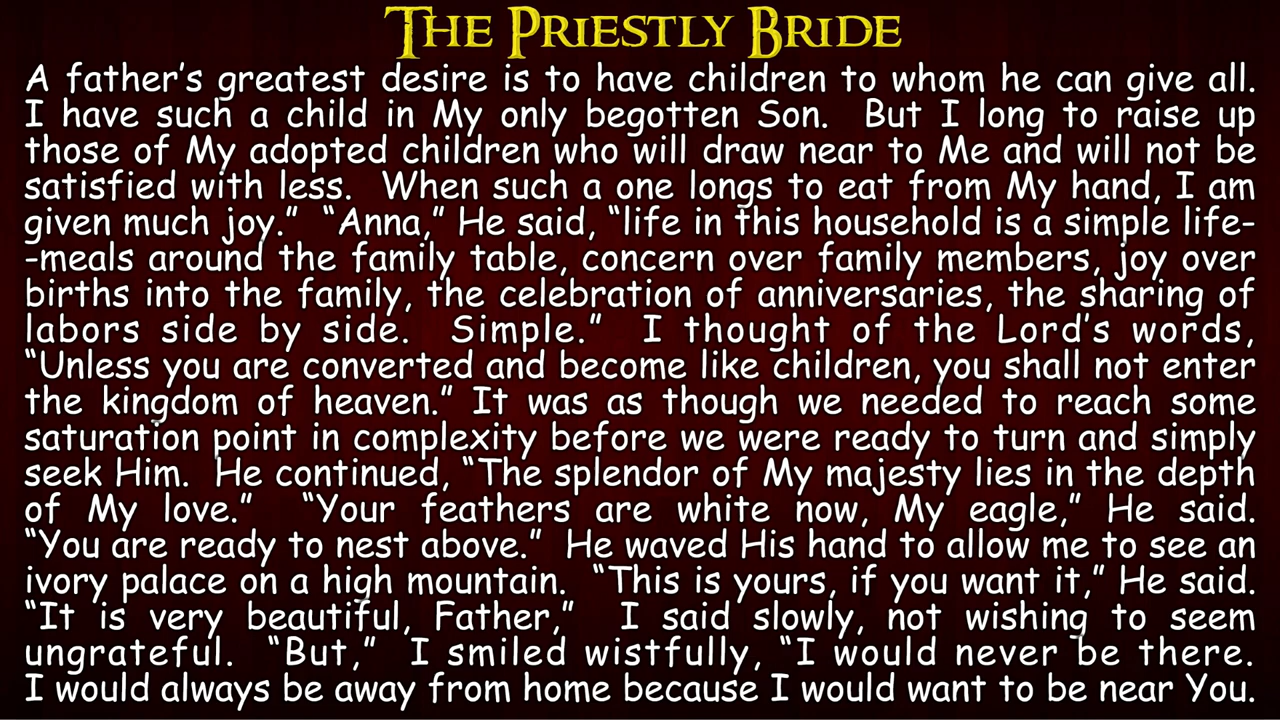 The Priestly Bride
A father’s greatest desire is to have children to whom he can give all.
I have such a child in My only begotten Son. But I long to raise up
those of My adopted children who will draw near to Me and will not be
satisfied with less. When such a one longs to eat from My hand, I am
given much joy.” “Anna,” He said, “life in this household is a simple life-
-meals around the family table, concern over family members, joy over
births into the family, the celebration of anniversaries, the sharing of
labors side by side. Simple.” I thought of the Lord’s words,
“Unless you are converted and become like children, you shall not enter
the kingdom of heaven.” It was as though we needed to reach some
saturation point in complexity before we were ready to turn and simply
seek Him. He continued, “The splendor of My majesty lies in the depth
of My love.” “Your feathers are white now, My eagle,” He said.
“You are ready to nest above.” He waved His hand to allow me to see an
ivory palace on a high mountain. “This is yours, if you want it,” He said.
“It is very beautiful, Father,” I said slowly, not wishing to seem
ungrateful. “But,” I smiled wistfully, “I would never be there.
I would always be away from home because I would want to be near You.